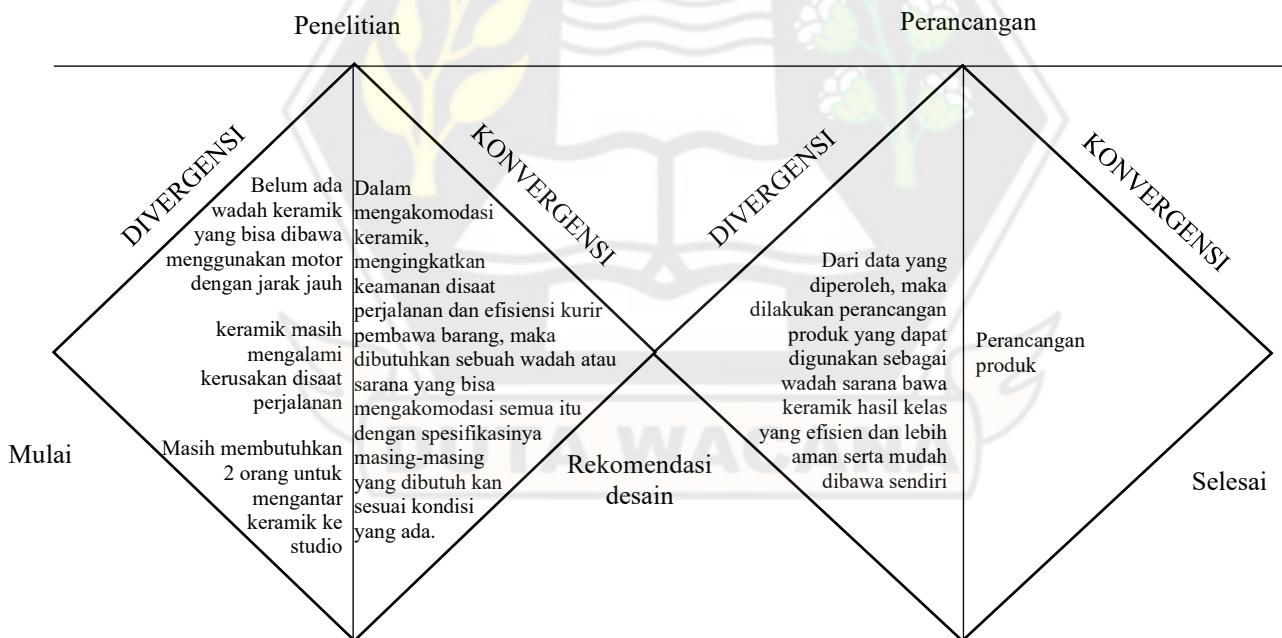 Penelitian
Perancangan
DIVERGENSI
KONVERGENSI
DIVERGENSI
KONVERGENSI
Belum ada
wadah keramik
yang bisa dibawa
menggunakan motor
dengan jarak jauh
keramik masih
mengalami
kerusakan disaat
perjalanan
Masih membutuhkan
2 orang untuk
mengantar
keramik ke
studio
Dalam
mengakomodasi
keramik,
mengingkatkan
keamanan disaat
perjalanan dan efisiensi kurir
pembawa barang, maka
dibutuhkan sebuah wadah atau
sarana yang bisa
mengakomodasi semua itu
dengan spesifikasinya
masing-masing
yang dibutuh kan
sesuai kondisi
yang ada.
Dari data yang
diperoleh, maka
dilakukan perancangan
produk yang dapat
digunakan sebagai
wadah sarana bawa
keramik hasil kelas
yang efisien dan lebih
aman serta mudah
dibawa sendiri
Perancangan
produk
Mulai
Rekomendasi
desain
Selesai
DUTA WACANA